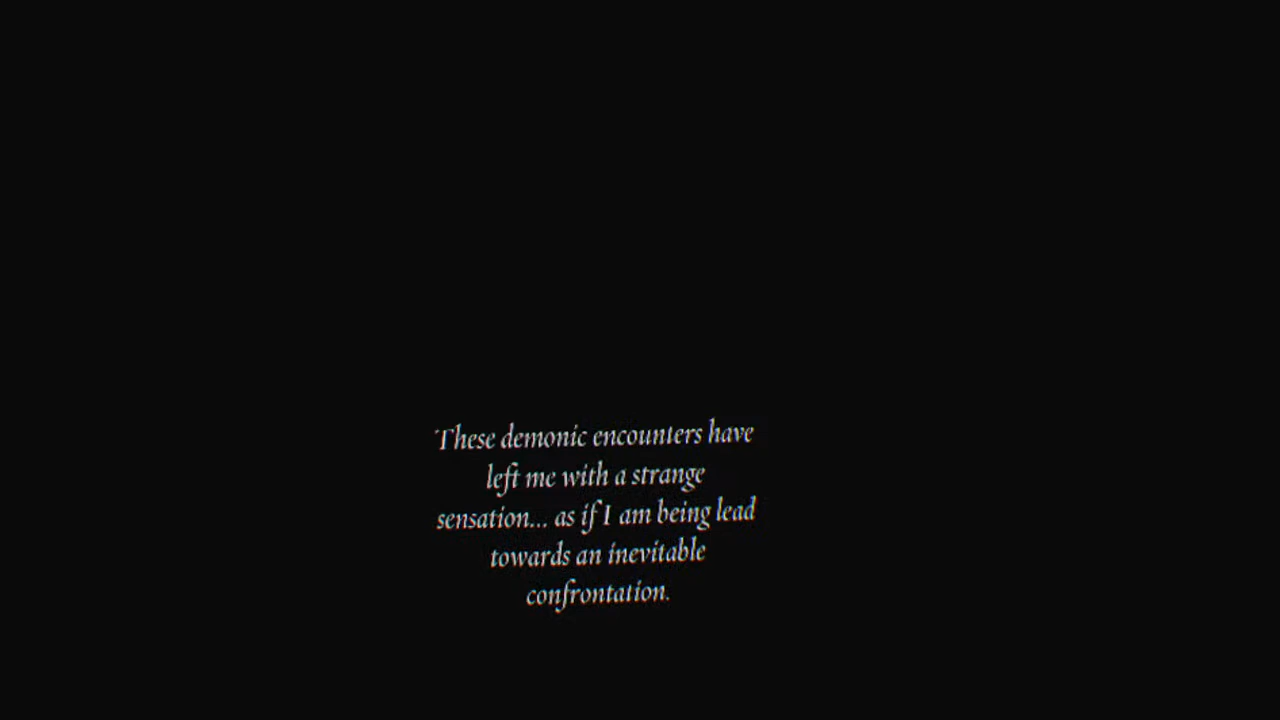 These demonic encounters have
left me with a strange
sensation... as if I am being lead
towards an inevitable
confrontation.